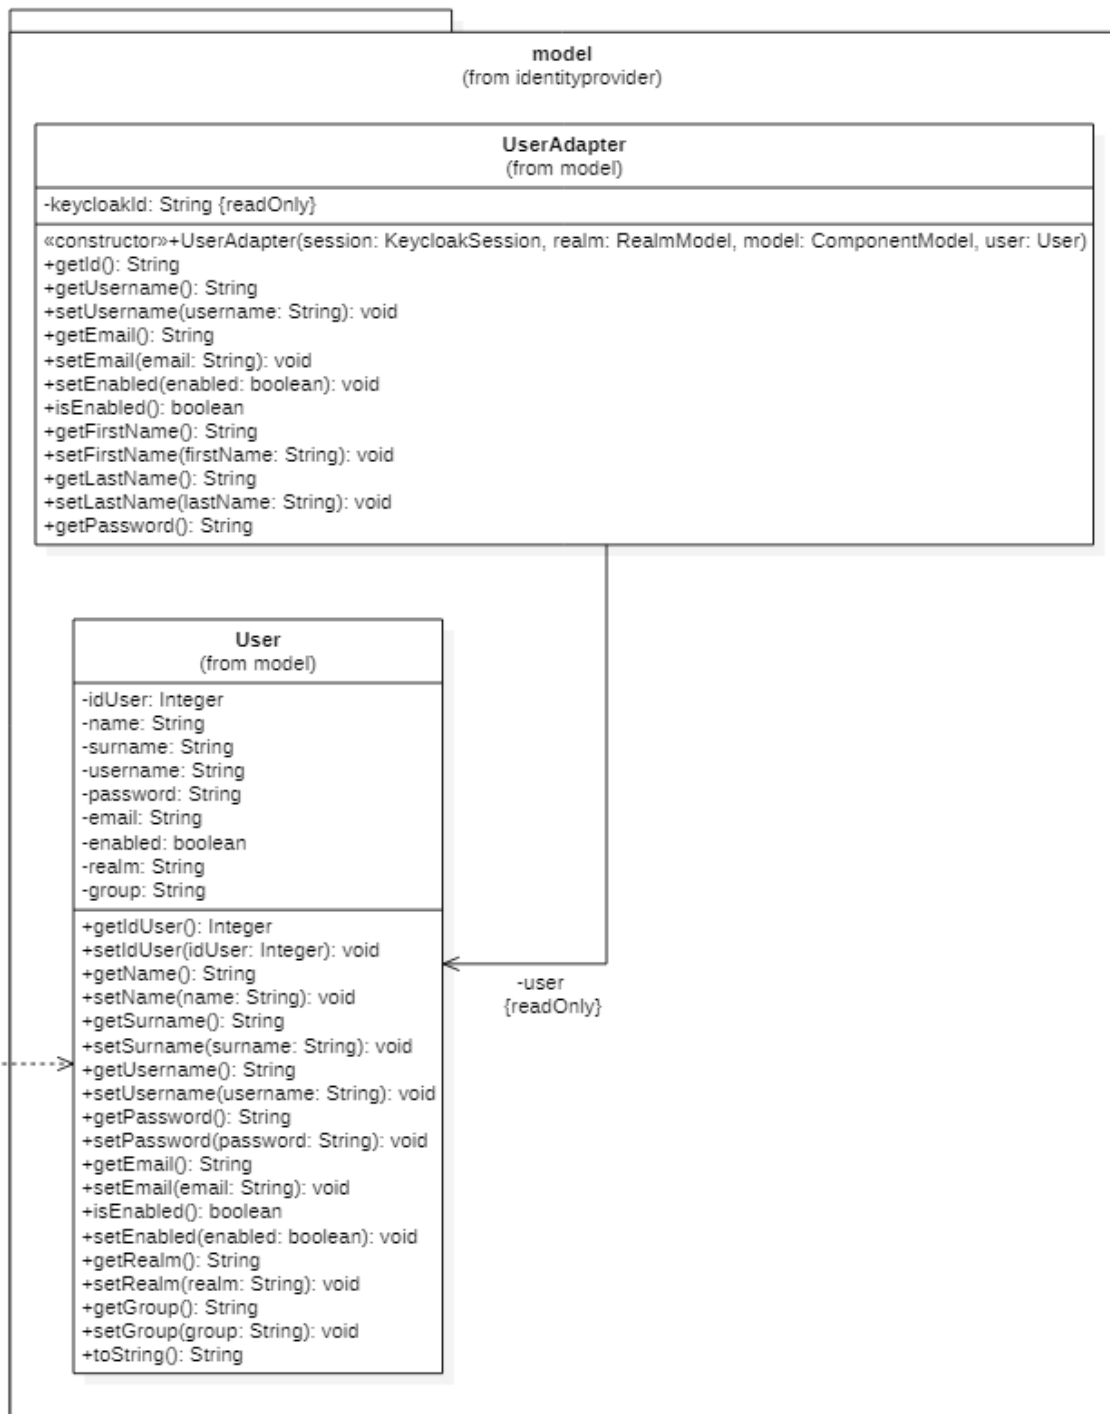 model
(from identityprovider)
UserAdapter
(from model)
-keycloakId: String {readOnly}
«constructor»+UserAdapter(session: KeycloakSession, realm: RealmModel, model: ComponentModel, user: User)
+getId(): String
+getUsername(): String
+setUsername(username: String): void
+getEmail(): String
+setEmail(email: String): void
+setEnabled(enabled: boolean): void
+isEnabled(): boolean
+getFirstName(): String
+setFirstName(firstName: String): void
+getLastName(): String
+setLastName(lastName: String): void
+getPassword(): String
User
(from model)
-idUser: Integer
-name: String
-surname: String
-username: String
-password: String
-email: String
-enabled: boolean
-realm: String
-group: String
+getIdUser(): Integer
+setIdUser(idUser: Integer): void
+getName(): String
+setName(name: String): void
+getSurname(): String
+setSurname(surname: String): void
+getUsername(): String
+setUsername(username: String): void
+getPassword(): String
+setPassword(password: String): void
+getEmail(): String
+setEmail(email: String): void
+isEnabled(): boolean
+setEnabled(enabled: boolean): void
+getRealm(): String
+setRealm(realm: String): void
+getGroup(): String
+setGroup(group: String): void
+toString(): String
-user
{readOnly}